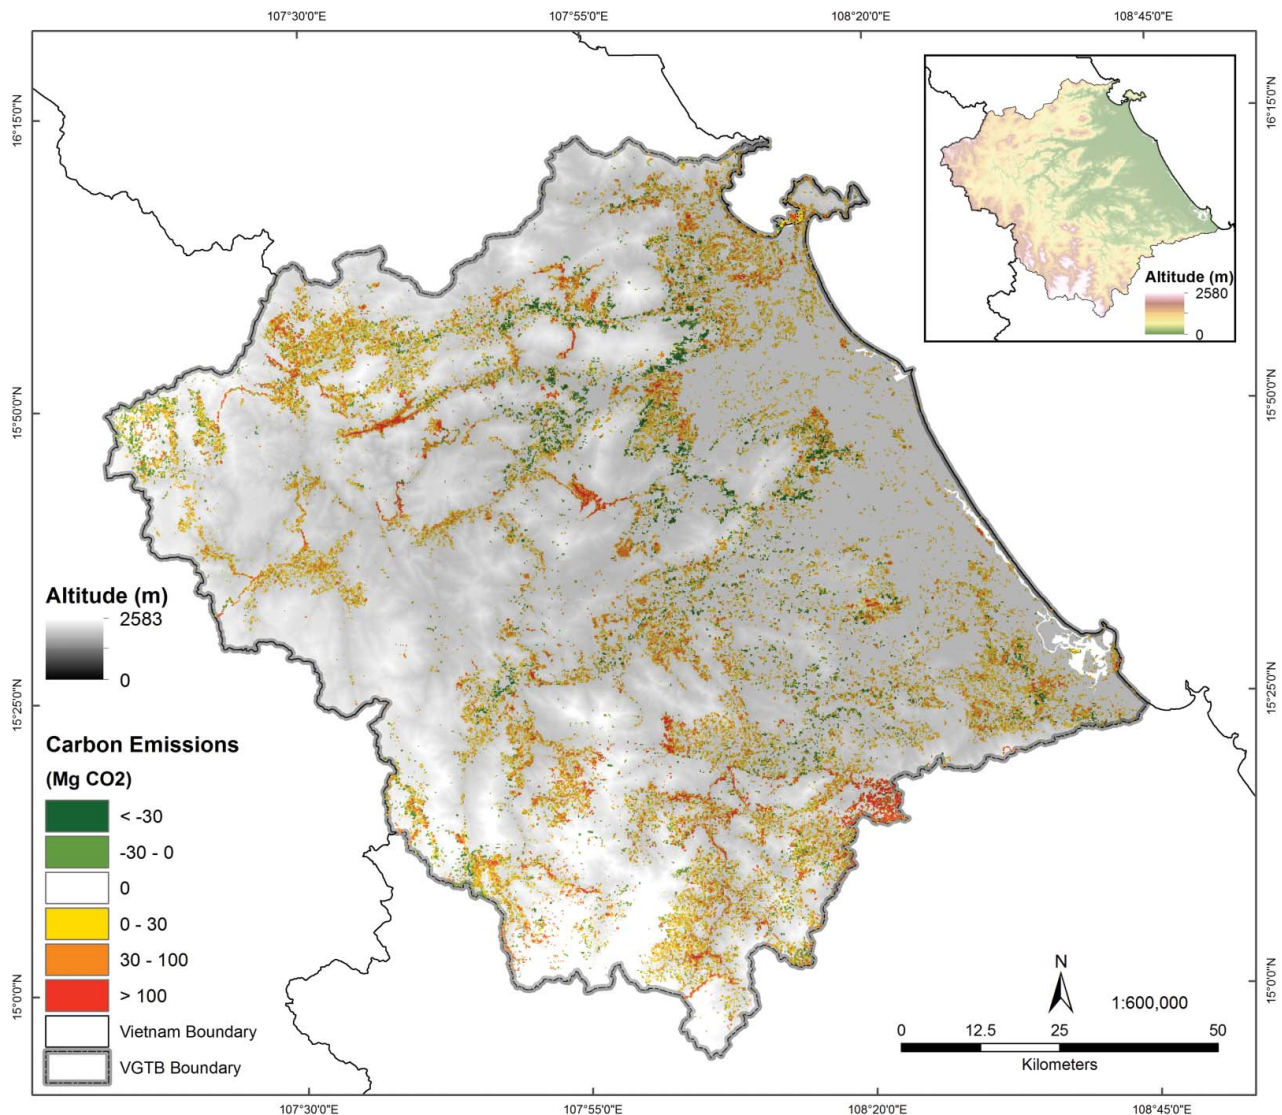 107°30'0"E
107°55'0"E
108°20'0"E
108°45'0"E
16°15'0"N
16°15'0"N
Altitude (m)
2580
0
15°50'0"N
15°50'0"N
Altitude (m)
2583
0
15°25'0"N
15°25'0"N
Carbon Emissions
(Mg CO2)
< -30
-30 - 0
0
0 - 30
30 - 100
> 100
Vietnam Boundary
VGTB Boundary
15°0'0"N
15°0'0"N
N
1:600,000
0 12.5 25 50
Kilometers
107°30'0"E
107°55'0"E
108°20'0"E
108°45'0"E